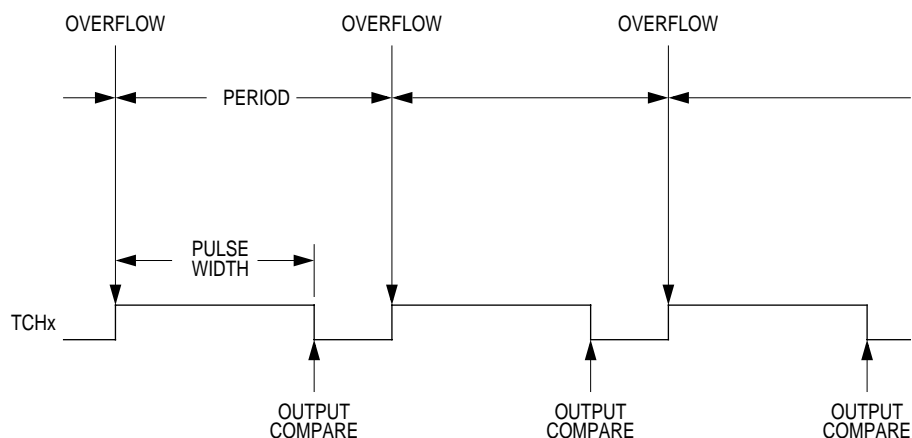 OVERFLOW
OVERFLOW
OVERFLOW
PERIOD
PULSE
WIDTH
TCHx
OUTPUT
COMPARE
OUTPUT
COMPARE
OUTPUT
COMPARE